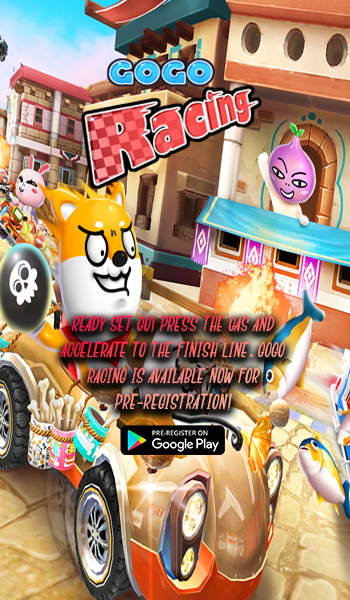 GOGO
Racing
READY SET GO! PRESS THE GAS AND
ACCELERATE TO THE FINISH LINE. GOGO
RACING IS AVAILABLE NOW FOR
PRE-REGISTRATION!
PRE-REGISTER ON
Google Play